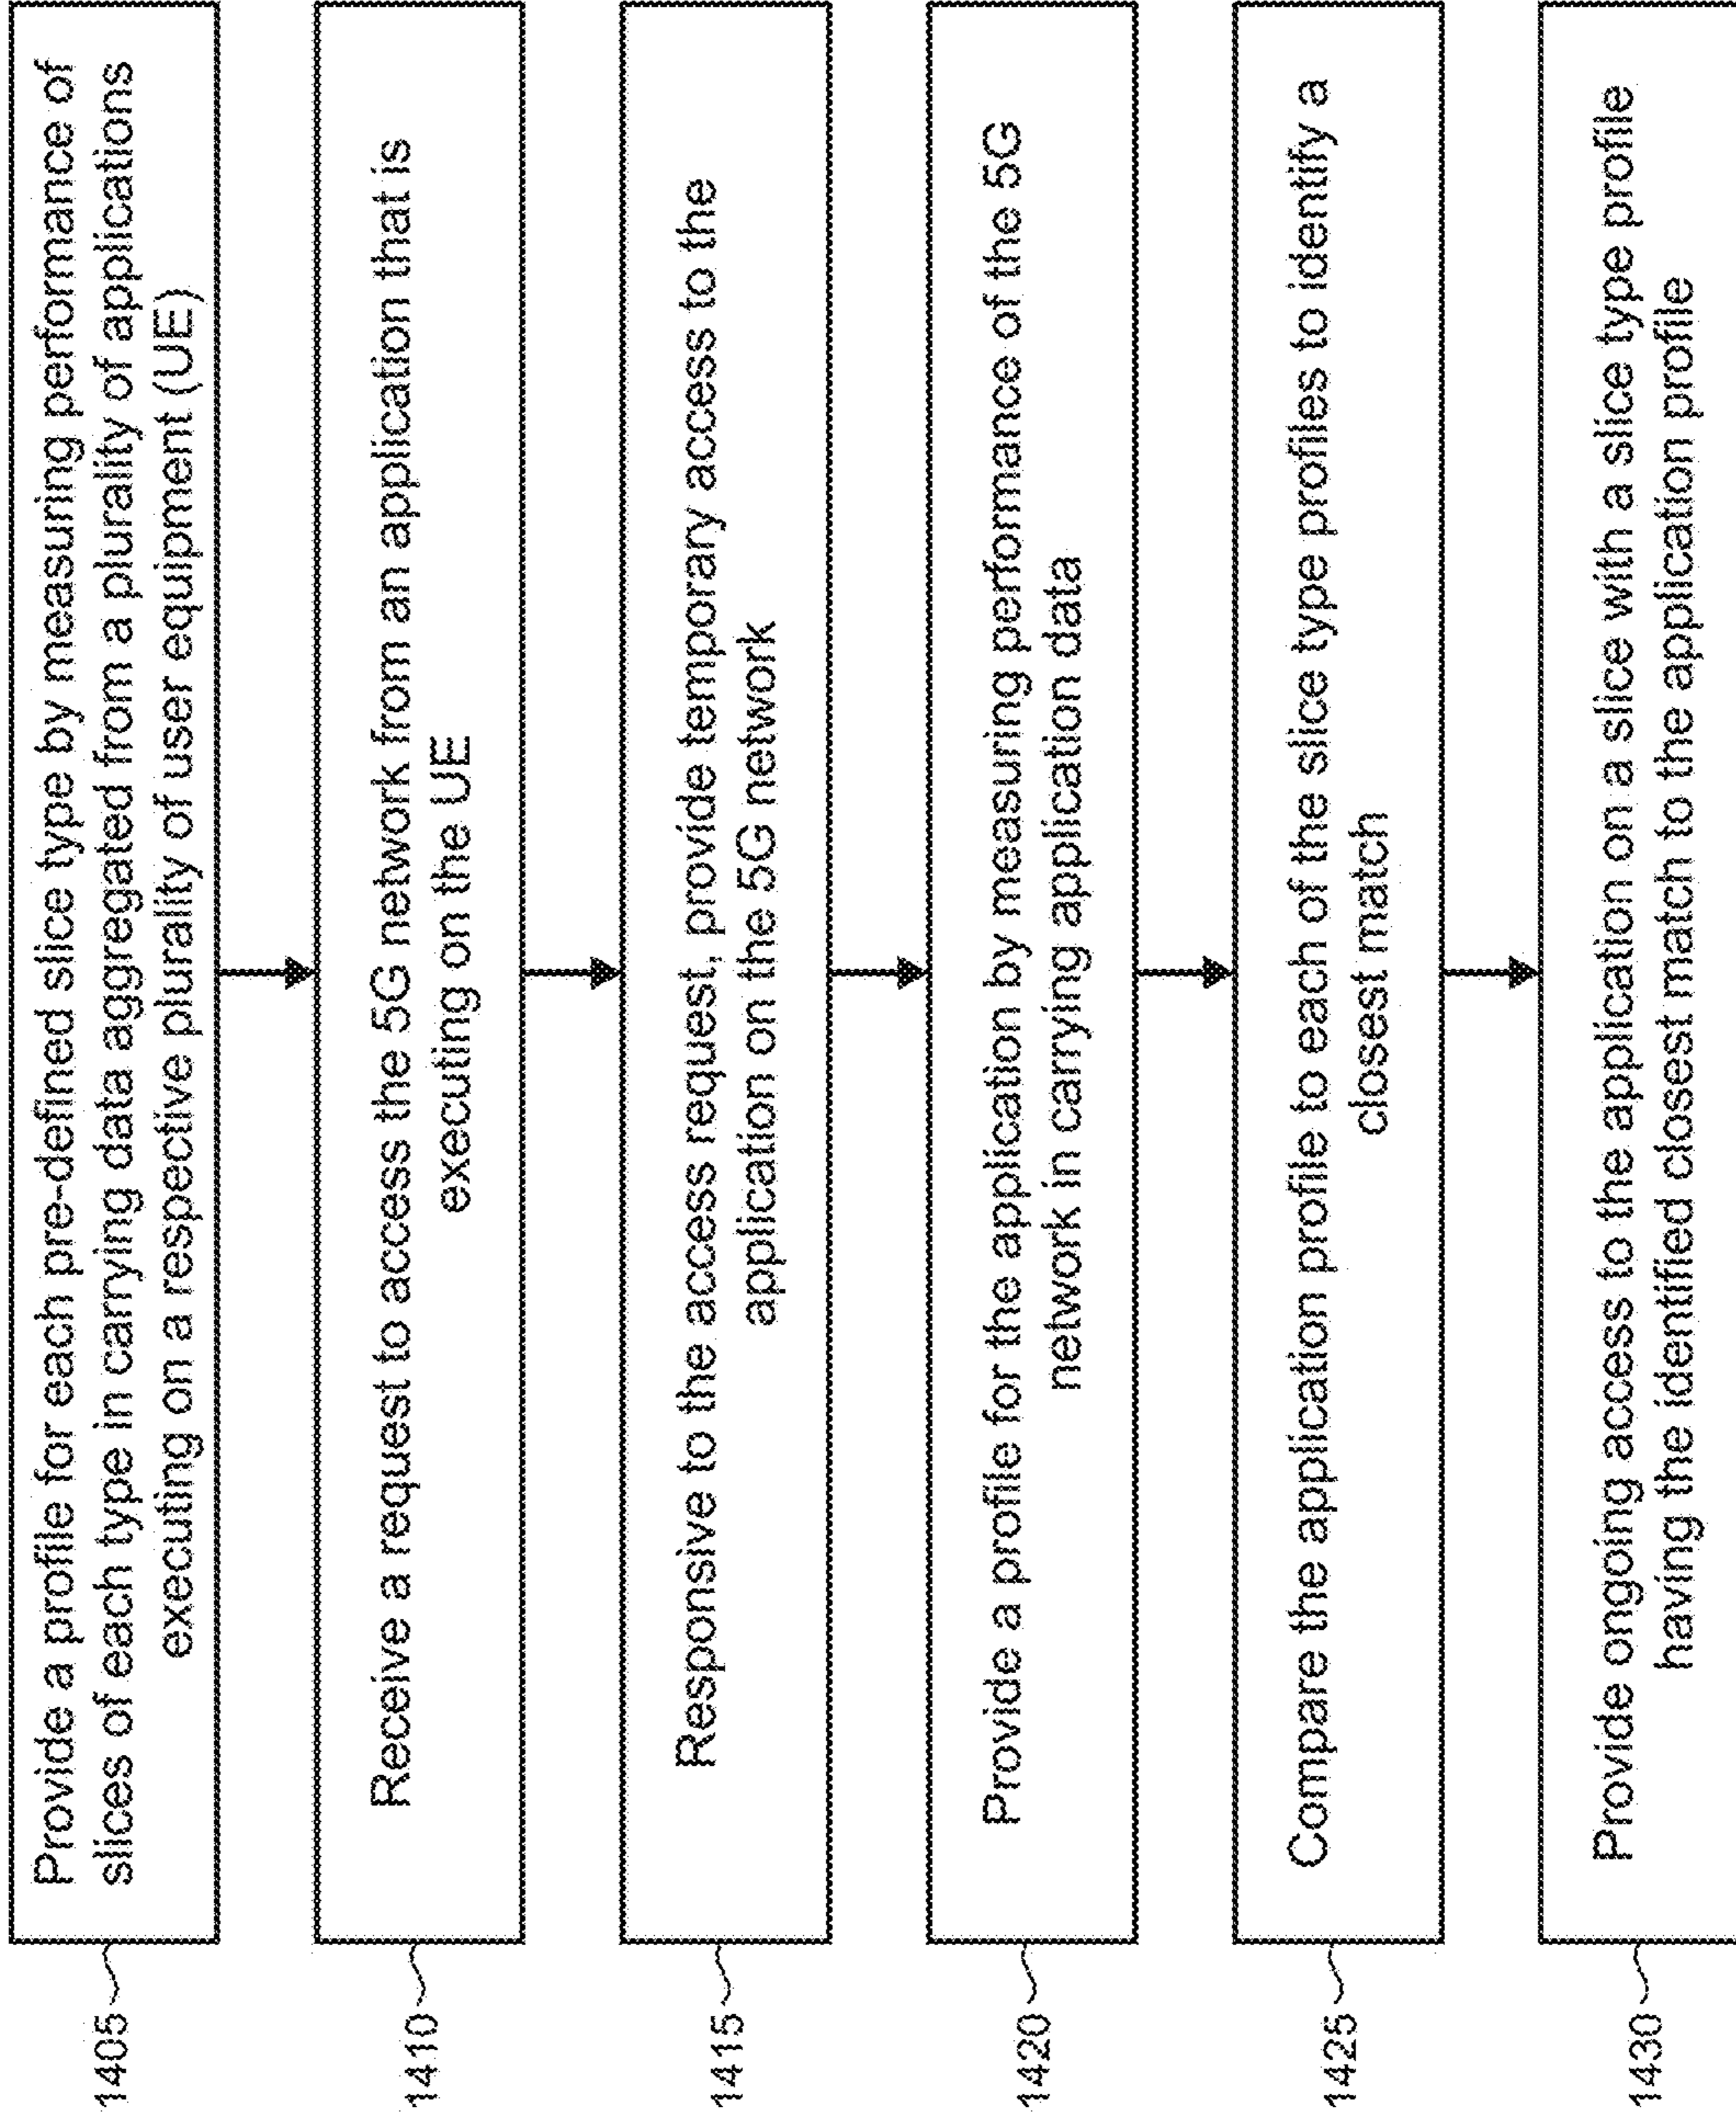 1405
Provide a profile for each pre-defined slice type by measuring performance of
slices of each type in carrying data aggregated from a plurality of applications
executing on a respective plurality of user equipment (UE)
1410
Receive a request to access the 5G network from an application that is
executing on the UE
1415
Responsive to the access request, provide temporary access to the
application on the 5G network
1420
Provide a profile for the application by measuring performance of the 5G
network in carrying application data
1425
Compare the application profile to each of the slice type profiles to identify a
closest match
1430
Provide ongoing access to the application on a slice with a slice type profile
having the identified closest match to the application profile